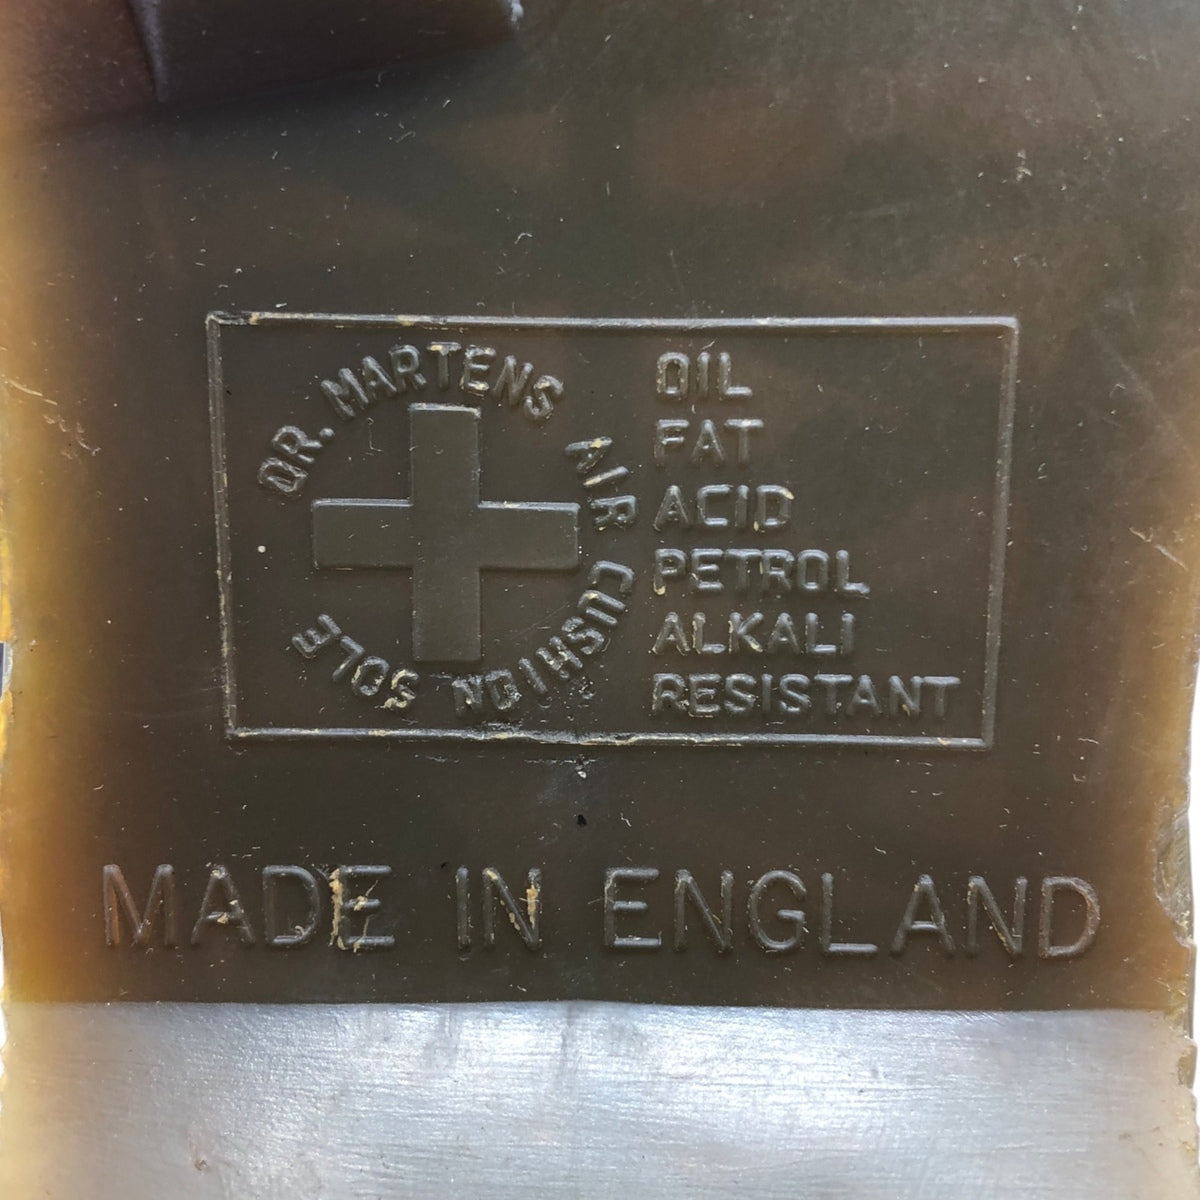 DR. MARTENS AIR CUSHION SOLE
OIL
FAT
ACID
PETROL
ALKALI
RESISTANT
MADE IN ENGLAND